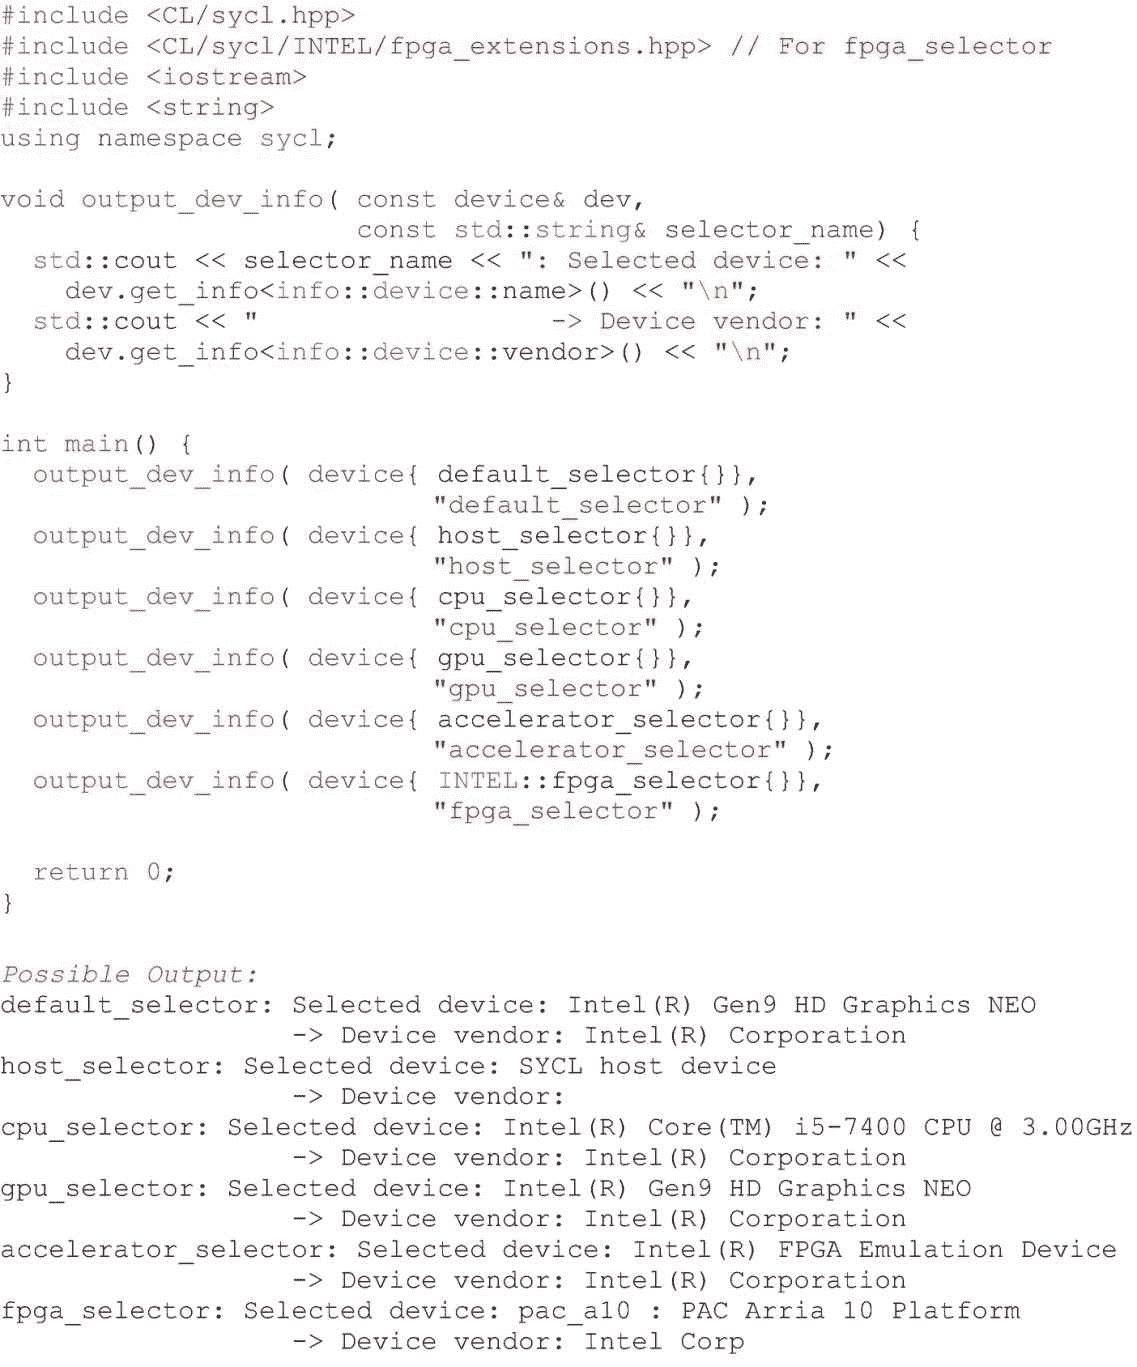 #include <CL/sycl.hpp>
#include <CL/sycl/INTEL/fpga_extensions.hpp> // For fpga_selector
#include <iostream>
#include <string>
using namespace sycl;

void output_dev_info( const device& dev,
                      const std::string& selector_name) {
  std::cout << selector_name << ": Selected device: " <<
    dev.get_info<info::device::name>() << "\n";
  std::cout << "                  -> Device vendor: " <<
    dev.get_info<info::device::vendor>() << "\n";
}

int main() {
  output_dev_info( device{ default_selector{}},
                           "default_selector" );
  output_dev_info( device{ host_selector{}},
                           "host_selector" );
  output_dev_info( device{ cpu_selector{}},
                           "cpu_selector" );
  output_dev_info( device{ gpu_selector{}},
                           "gpu_selector" );
  output_dev_info( device{ accelerator_selector{}},
                           "accelerator_selector" );
  output_dev_info( device{ INTEL::fpga_selector{}},
                           "fpga_selector" );

  return 0;
}

Possible Output:
default_selector: Selected device: Intel(R) Gen9 HD Graphics NEO
                  -> Device vendor: Intel(R) Corporation
host_selector: Selected device: SYCL host device
                  -> Device vendor:
cpu_selector: Selected device: Intel(R) Core(TM) i5-7400 CPU @ 3.00GHz
                  -> Device vendor: Intel(R) Corporation
gpu_selector: Selected device: Intel(R) Gen9 HD Graphics NEO
                  -> Device vendor: Intel(R) Corporation
accelerator_selector: Selected device: Intel(R) FPGA Emulation Device
                  -> Device vendor: Intel(R) Corporation
fpga_selector: Selected device: pac_a10 : PAC Arria 10 Platform
                  -> Device vendor: Intel Corp